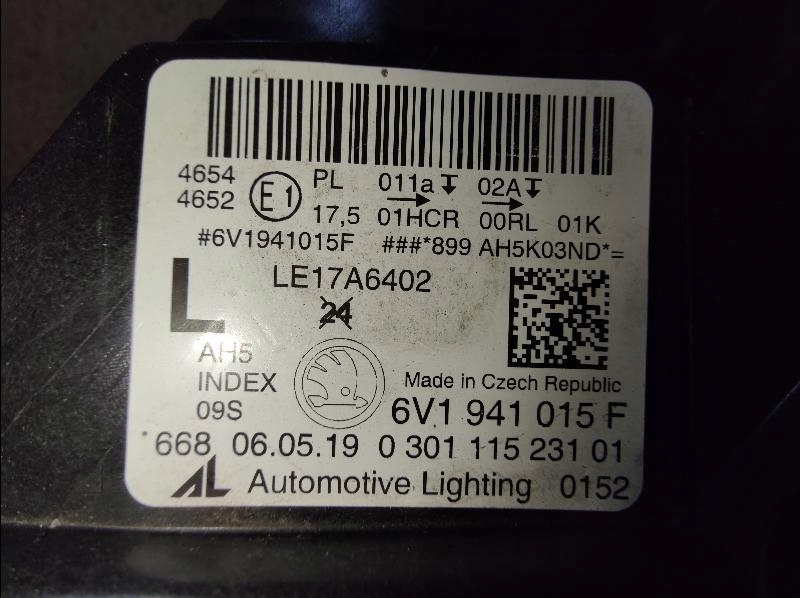 4654 E1 PL 011a 02A
4652 17,5 01HCR 00RL 01K
#6V1941015F ###*899 AH5K03ND*=
L LE17A6402
24
AH5
INDEX Made in Czech Republic
09S 6V1 941 015 F
668 06.05.19 0 301 115 231 01
AL Automotive Lighting 0152